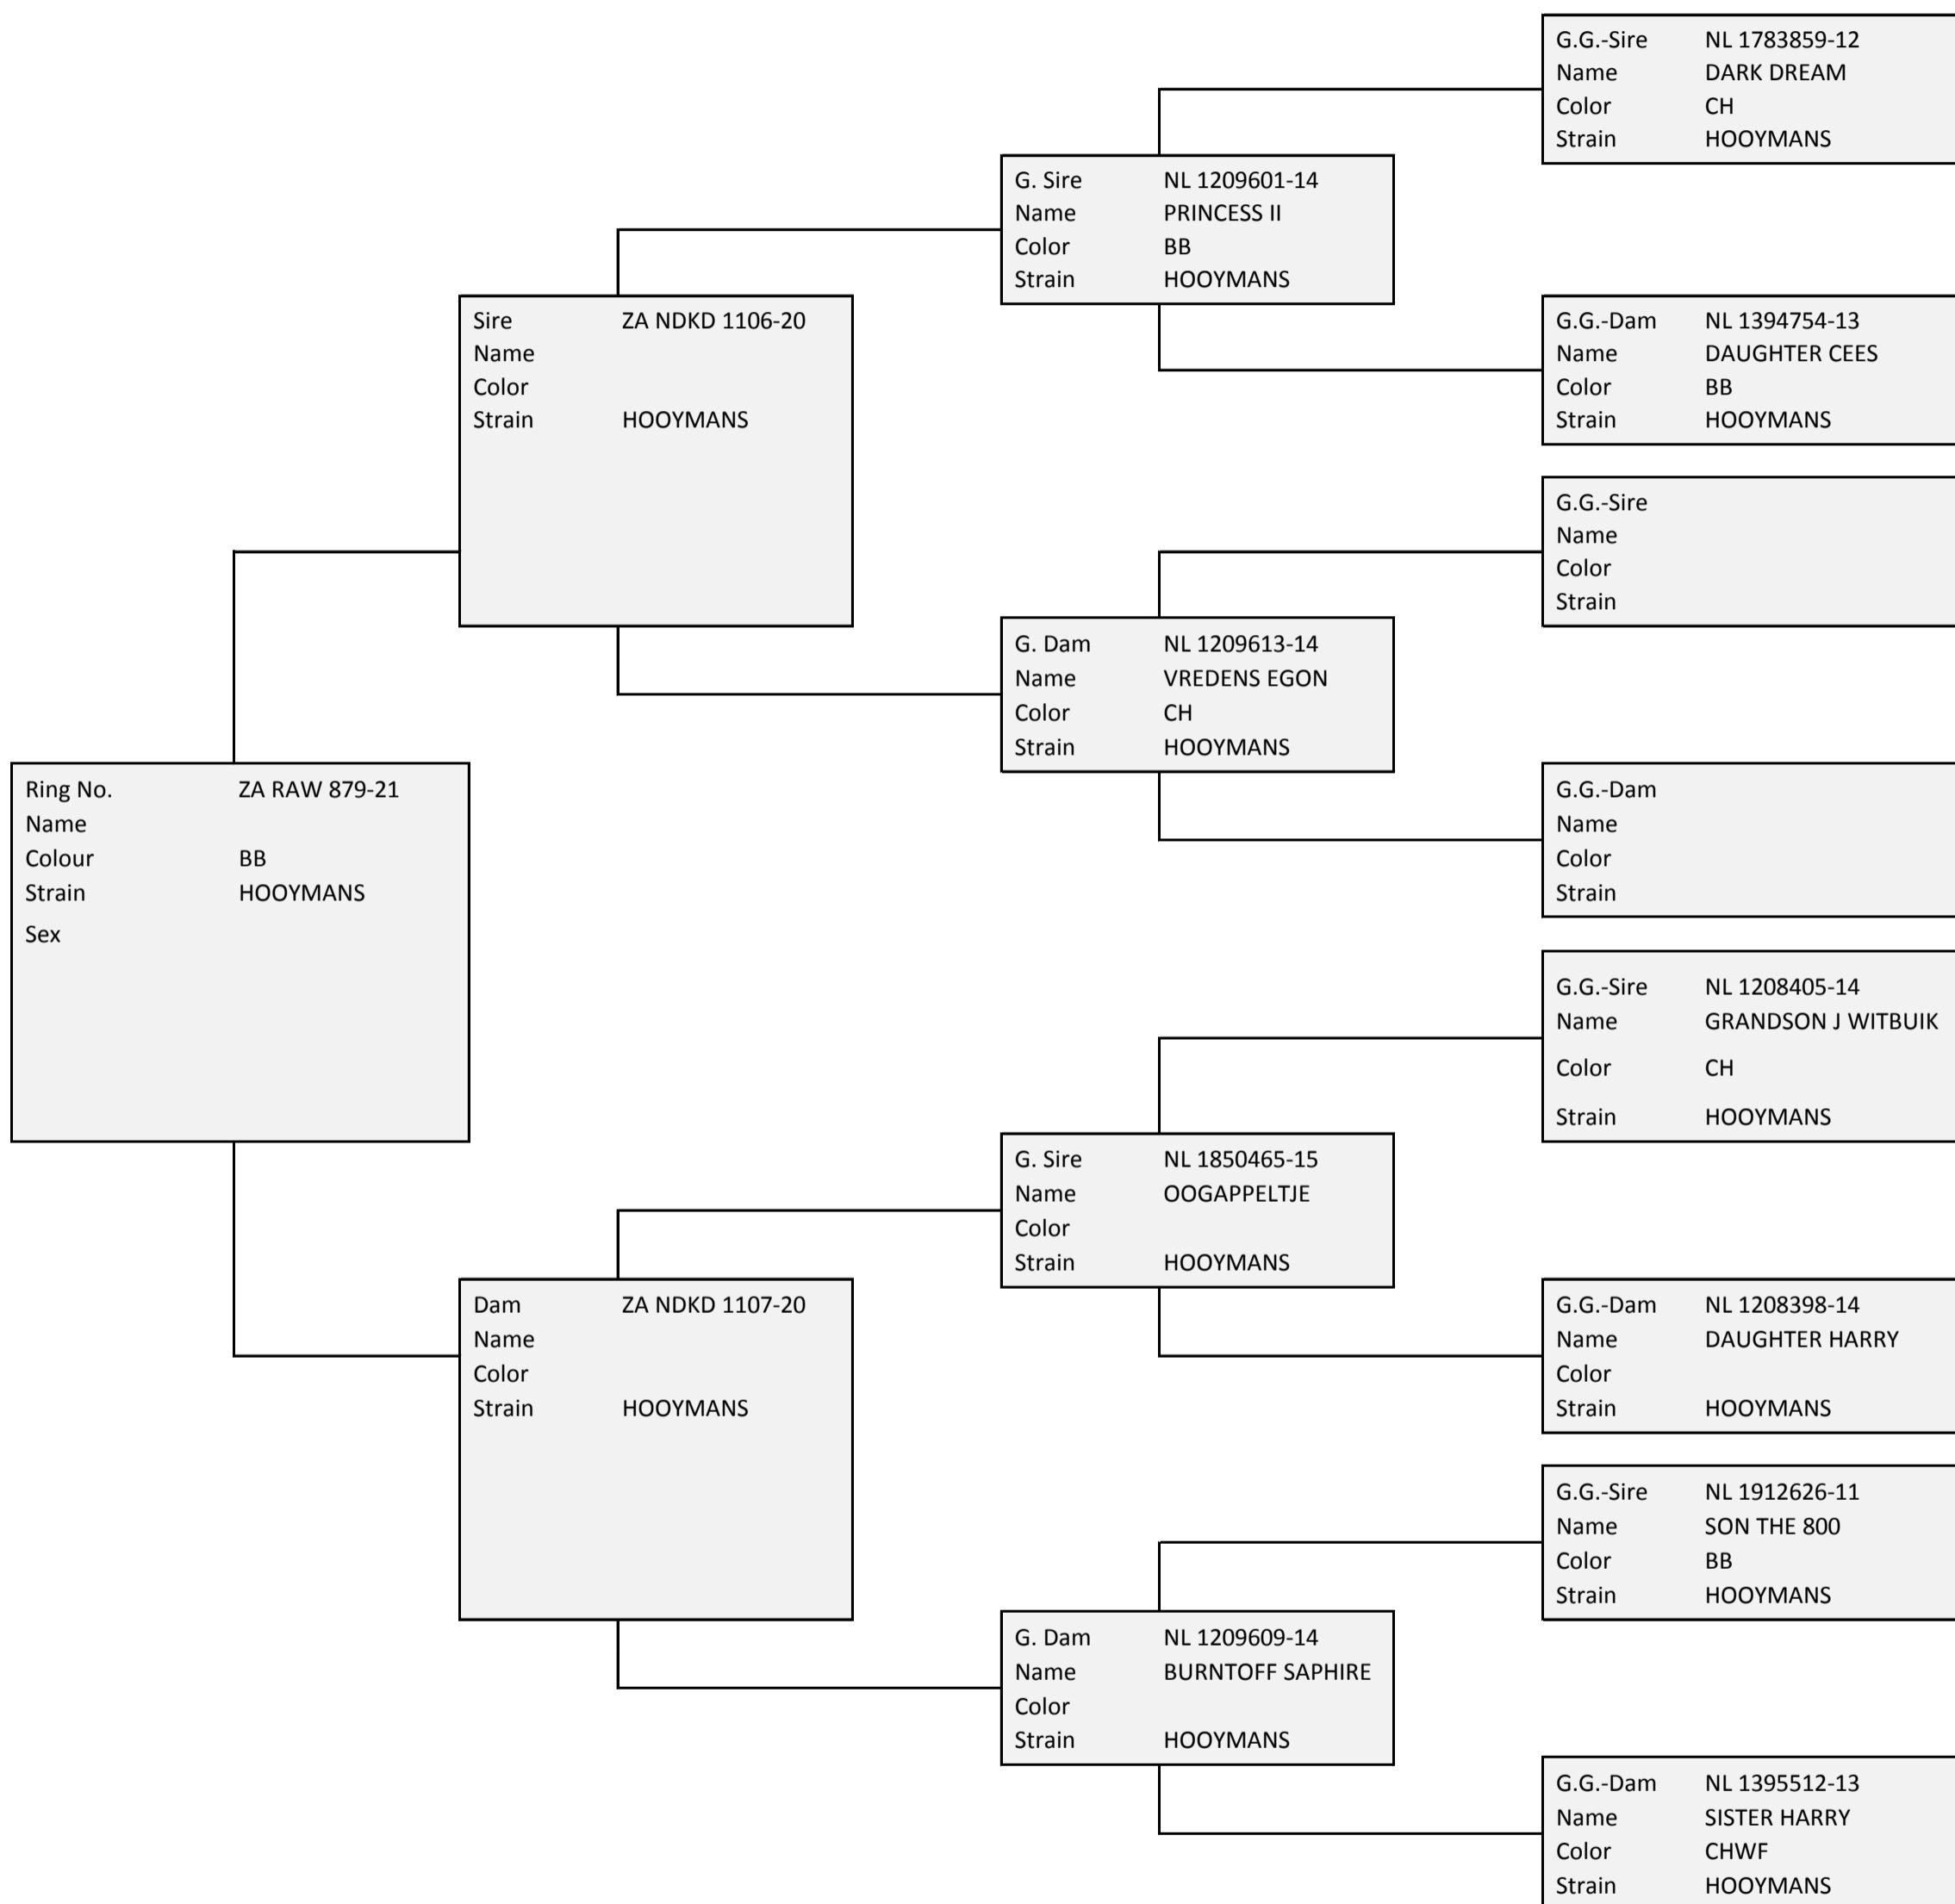 G.G.-Sire NL 1783859-12
Name DARK DREAM
Color CH
Strain HOOYMANS
G. Sire NL 1209601-14
Name PRINCESS II
Color BB
Strain HOOYMANS
Sire ZA NDKD 1106-20
Name
Color
Strain HOOYMANS
G.G.-Dam NL 1394754-13
Name DAUGHTER CEES
Color BB
Strain HOOYMANS
G.G.-Sire
Name
Color
Strain
G. Dam NL 1209613-14
Name VREDENS EGON
Color CH
Strain HOOYMANS
Ring No. ZA RAW 879-21
Name
Colour BB
Strain HOOYMANS
Sex
G.G.-Dam
Name
Color
Strain
G.G.-Sire NL 1208405-14
Name GRANDSON J WITBUIK
Color CH
Strain HOOYMANS
G. Sire NL 1850465-15
Name OOGAPPELTJE
Color
Strain HOOYMANS
Dam ZA NDKD 1107-20
Name
Color
Strain HOOYMANS
G.G.-Dam NL 1208398-14
Name DAUGHTER HARRY
Color
Strain HOOYMANS
G.G.-Sire NL 1912626-11
Name SON THE 800
Color BB
Strain HOOYMANS
G. Dam NL 1209609-14
Name BURNTOFF SAPHIRE
Color
Strain HOOYMANS
G.G.-Dam NL 1395512-13
Name SISTER HARRY
Color CHWF
Strain HOOYMANS